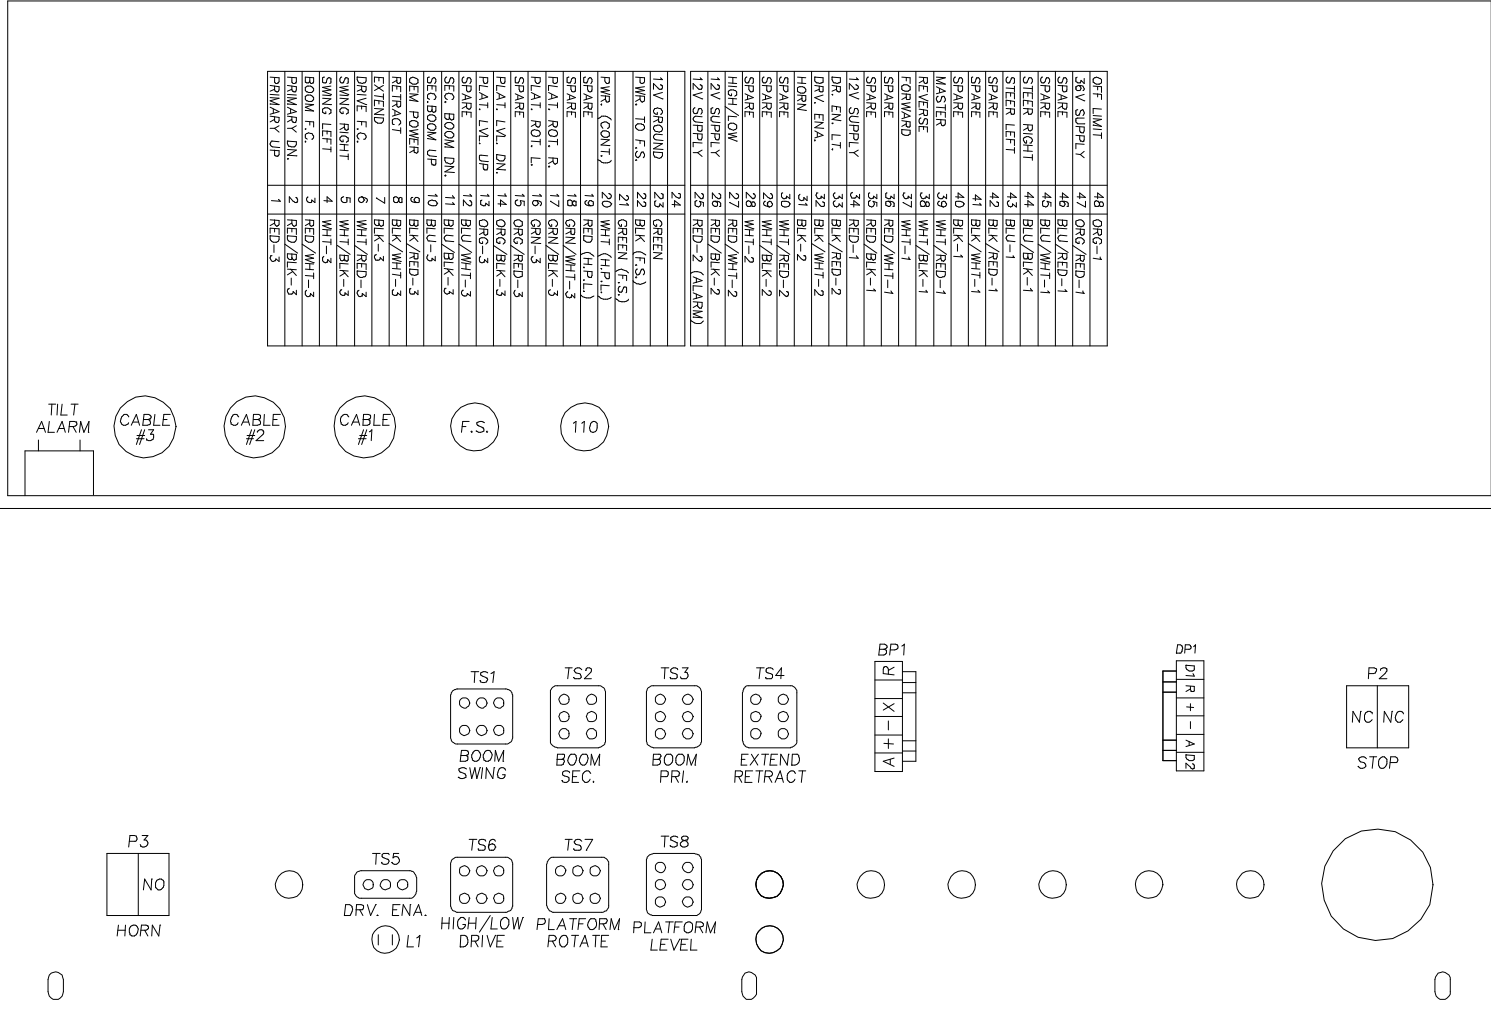 PRIMARY UP 1 RED-3
PRIMARY DN. 2 RED/BLK-3
BOOM F.C. 3 RED/WHT-3
SWING LEFT 4 WHT-3
SWING RIGHT 5 WHT/BLK-3
DRIVE F.C. 6 WHT/RED-3
EXTEND 7 BLK-3
RETRACT 8 BLK/WHT-3
OEM POWER 9 BLK/RED-3
SEC.BOOM UP 10 BLU-3
SEC. BOOM DN. 11 BLU/BLK-3
SPARE 12 BLU/WHT-3
PLAT. LVL. UP 13 ORG-3
PLAT. LVL. DN. 14 ORG/BLK-3
SPARE 15 ORG/RED-3
PLAT. ROT. L. 16 GRN-3
PLAT. ROT. R. 17 GRN/BLK-3
SPARE 18 GRN/WHT-3
SPARE 19 RED (H.P.L.)
PWR. (CONT.) 20 WHT (H.P.L.)
21 GREEN (F.S.)
PWR. TO F.S. 22 BLK (F.S.)
12V GROUND 23 GREEN
24
12V SUPPLY 25 RED-2 (ALARM)
12V SUPPLY 26 RED/BLK-2
HIGH/LOW 27 RED/WHT-2
SPARE 28 WHT-2
SPARE 29 WHT/BLK-2
SPARE 30 WHT/RED-2
HORN 31 BLK-2
DRV. ENA. 32 BLK/WHT-2
DR. EN. LT. 33 BLK/RED-2
12V SUPPLY 34 RED-1
SPARE 35 RED/BLK-1
SPARE 36 RED/WHT-1
FORWARD 37 WHT-1
REVERSE 38 WHT/BLK-1
MASTER 39 WHT/RED-1
SPARE 40 BLK-1
SPARE 41 BLK/WHT-1
SPARE 42 BLK/RED-1
STEER LEFT 43 BLU-1
STEER RIGHT 44 BLU/BLK-1
SPARE 45 BLU/WHT-1
SPARE 46 BLU/RED-1
36V SUPPLY 47 ORG/RED-1
OFF LIMIT 48 ORG-1
TILT
ALARM
CABLE
#3
CABLE
#2
CABLE
#1
F.S.
110
TS1
BOOM
SWING
TS2
BOOM
SEC.
TS3
BOOM
PRI.
TS4
EXTEND
RETRACT
BP1
R
X
-
+
A
DP1
D1
R
+
-
A
D2
P2
NC NC
STOP
P3
NO
HORN
TS5
DRV. ENA.
L1
TS6
HIGH/LOW
DRIVE
TS7
PLATFORM
ROTATE
TS8
PLATFORM
LEVEL